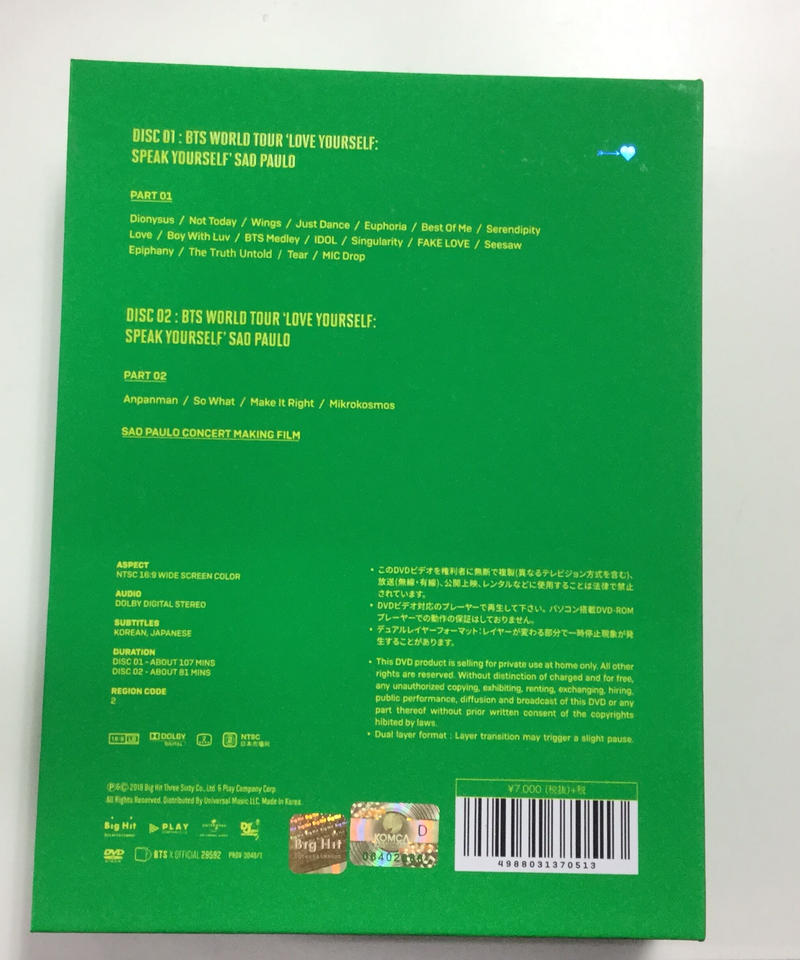 DISC 01 : BTS WORLD TOUR 'LOVE YOURSELF:
SPEAK YOURSELF' SAO PAULO
PART 01
Dionysus / Not Today / Wings / Just Dance / Euphoria / Best Of Me / Serendipity
Love / Boy With Luv / BTS Medley / IDOL / Singularity / FAKE LOVE / Seesaw
Epiphany / The Truth Untold / Tear / MIC Drop
DISC 02 : BTS WORLD TOUR 'LOVE YOURSELF:
SPEAK YOURSELF' SAO PAULO
PART 02
Anpanman / So What / Make It Right / Mikrokosmos
SAO PAULO CONCERT MAKING FILM
ASPECT
NTSC 16:9 WIDE SCREEN COLOR
AUDIO
DOLBY DIGITAL STEREO
SUBTITLES
KOREAN, JAPANESE
DURATION
DISC 01 - ABOUT 107 MINS
DISC 02 - ABOUT 81 MINS
REGION CODE
2
16:9 LB DOLBY DIGITAL 2 2 NTSC 日本市場向
• このDVDビデオを権利者に無断で複製(異なるテレビジョン方式を含む)、
放送(無線・有線)、公開上映、レンタルなどに使用することは法律で禁止
されています。
• DVDビデオ対応のプレーヤーで再生して下さい。パソコン搭載DVD-ROM
プレーヤーでの動作の保証はしておりません。
• デュアルレイヤーフォーマット:レイヤーが変わる部分で一時停止現象が発
生することがあります。
• This DVD product is selling for private use at home only. All other
rights are reserved. Without distinction of charged and for free,
any unauthorized copying, exhibiting, renting, exchanging, hiring,
public performance, diffusion and broadcast of this DVD or any
part thereof without prior written consent of the copyrights
hibited by laws.
• Dual layer format : Layer transition may trigger a slight pause.
℗&© 2019 Big Hit Three Sixty Co., Ltd. & Play Company Corp.
All Rights Reserved. Distributed By Universal Music LLC. Made in Korea.
Big Hit Entertainment PLAY COMPANY UNIVERSAL MUSIC Def Jam
DVD VIDEO BTS X OFFICIAL 29592 PROV 3048/1
Big Hit
Entertainment
KOMCA D
¥7,000 (税抜)+税
4988031370513